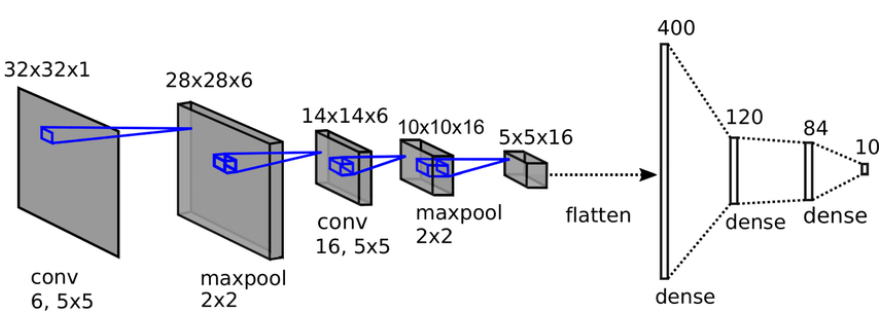 32x32x1
28x28x6
14x14x6
10x10x16
5x5x16
400
120
84
10
conv
6, 5x5
maxpool
2x2
conv
16, 5x5
maxpool
2x2
flatten
dense
dense
dense